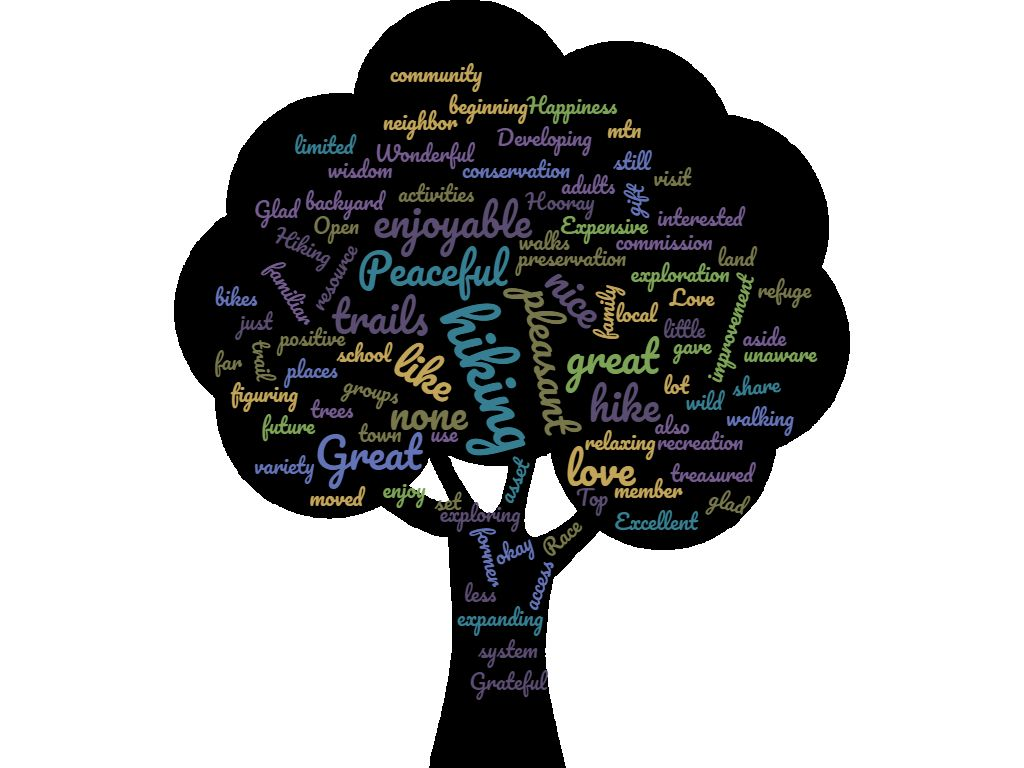 community
beginning Happiness
neighbor
Developing
mtn
limited
Wonderful
still
wisdom
conservation
visit
adults
gift
activities
backyard
Glad
Hooray
interested
enjoyable
Open
Expensive
Hiking
walks
commission
preservation
land
resource
Peaceful
exploration
familiar
nice
family
Love
refuge
bikes
trails
hiking
pleasant
local
improvement
just
little
positive
aside
school
great
gave
unaware
far
trail
places
like
lot
share
figuring
groups
hike
wild
trees
none
walking
future
town
use
also
Great
relaxing
recreation
variety
love
treasured
asset
moved
enjoy
set
Top
member
glad
exploring
Excellent
former
okay
Race
access
less
expanding
system
Grateful